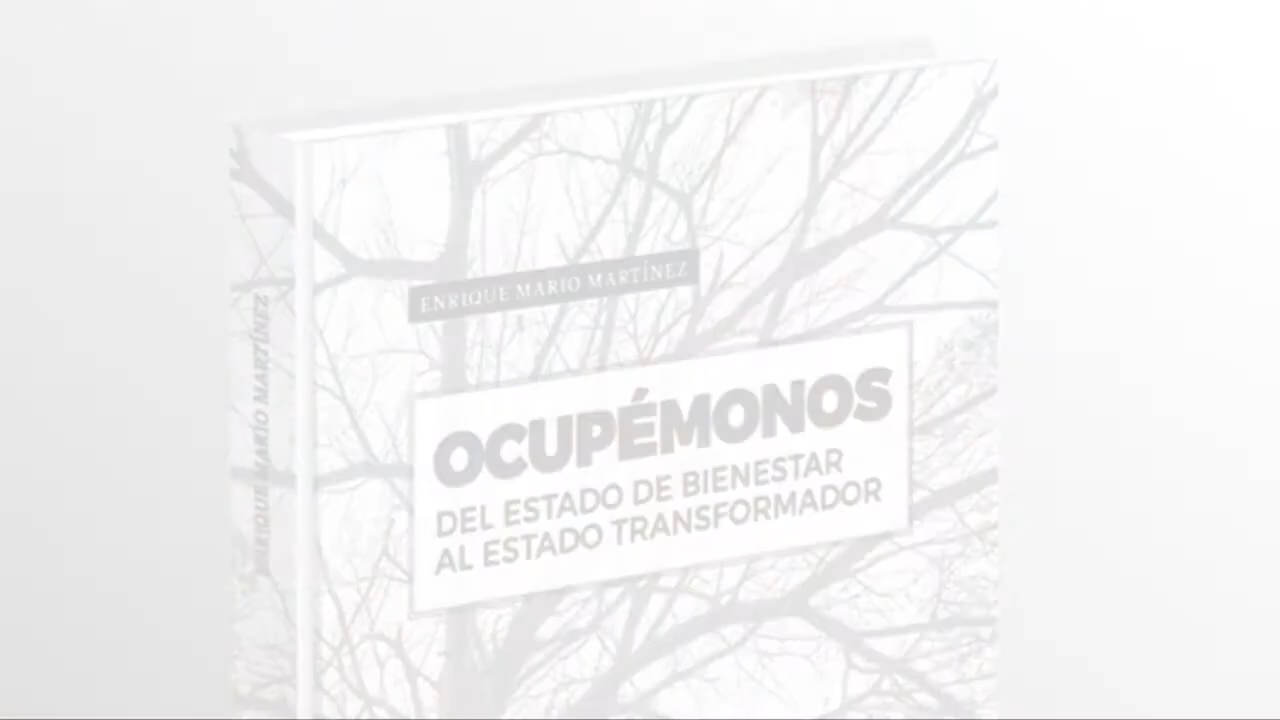 ENRIQUE MARIO MARTÍNEZ
OCUPÉMONOS
DEL ESTADO DE BIENESTAR
AL ESTADO TRANSFORMADOR
ENRIQUE MARIO MARTÍNEZ